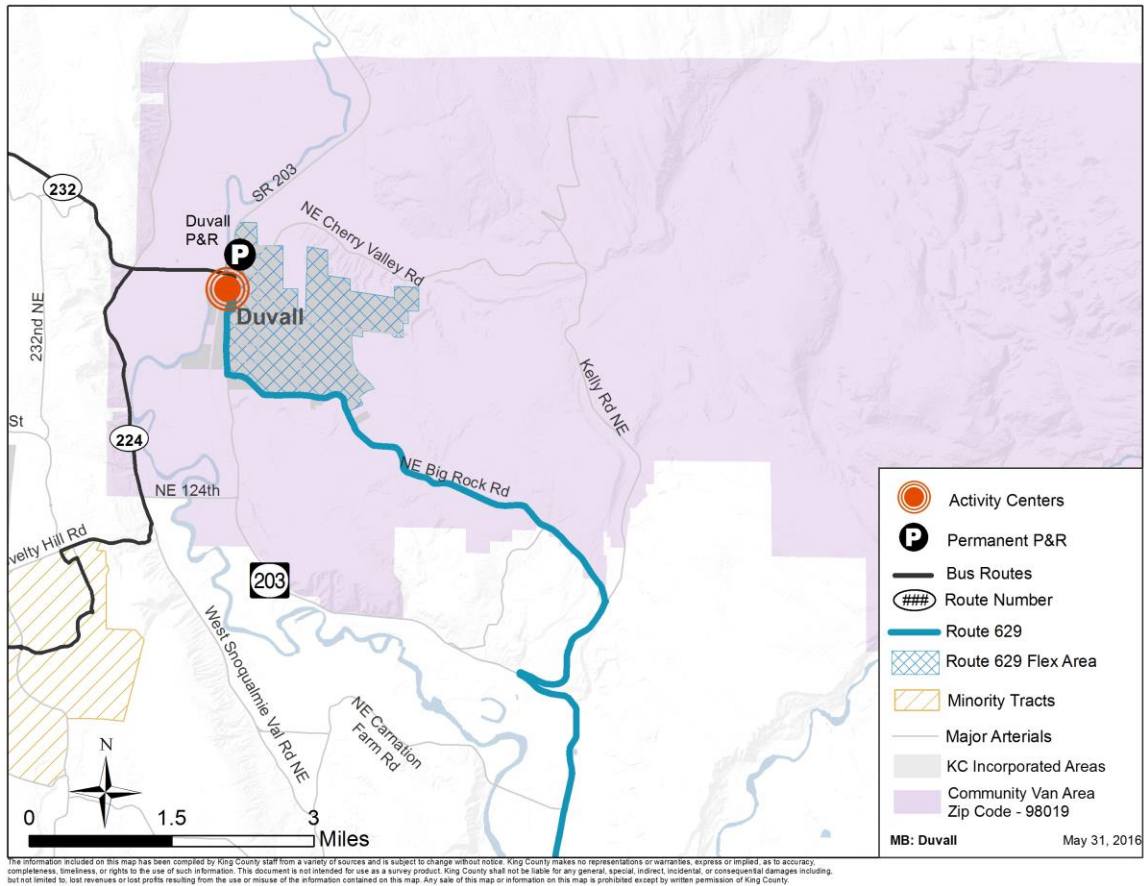 232
SR 203
Duvall
P&R
P
NE Cherry Valley Rd
Duvall
232nd NE
Kelly Rd NE
St
224
NE Big Rock Rd
NE 124th
velty Hill Rd
203
West Snoqualmie Val Rd NE
NE Carnation
Farm Rd
N
0 1.5 3
Miles
Activity Centers
P Permanent P&R
Bus Routes
### Route Number
Route 629
Route 629 Flex Area
Minority Tracts
Major Arterials
KC Incorporated Areas
Community Van Area
Zip Code - 98019
MB: Duvall May 31, 2016
The information included on this map has been compiled by King County staff from a variety of sources and is subject to change without notice. King County makes no representations or warranties, express or implied, as to accuracy,
completeness, timeliness, or rights to the use of such information. This document is not intended for use as a survey product. King County shall not be liable for any general, special, indirect, incidental, or consequential damages including,
but not limited to, lost revenues or lost profits resulting from the use or misuse of the information contained on this map. Any sale of this map or information on this map is prohibited except by written permission of King County.